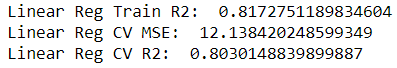 Linear Reg Train R2:  0.8172751189834604
Linear Reg CV MSE:  12.138420248599349
Linear Reg CV R2:  0.8030148839899887